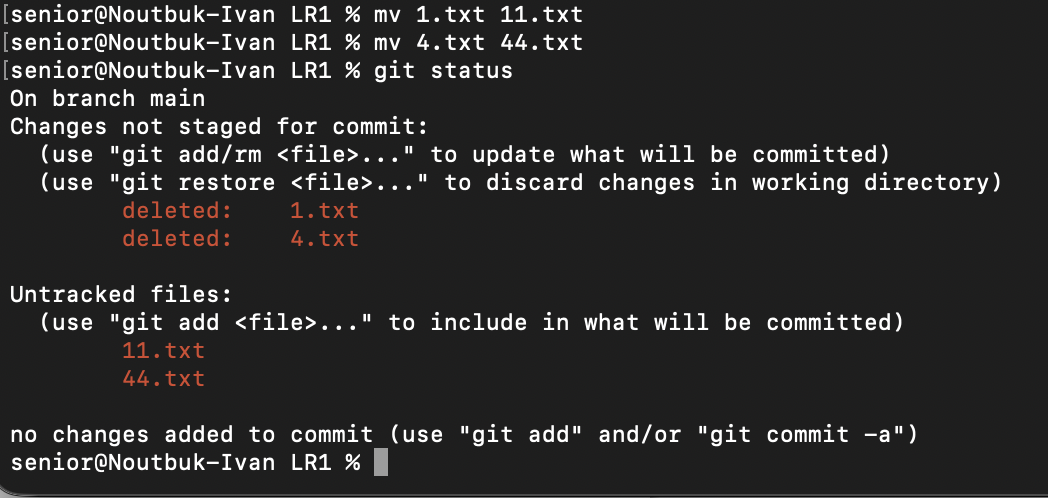 [senior@Noutbuk-Ivan LR1 % mv 1.txt 11.txt
[senior@Noutbuk-Ivan LR1 % mv 4.txt 44.txt
[senior@Noutbuk-Ivan LR1 % git status
On branch main
Changes not staged for commit:
  (use "git add/rm <file>..." to update what will be committed)
  (use "git restore <file>..." to discard changes in working directory)
        deleted:    1.txt
        deleted:    4.txt

Untracked files:
  (use "git add <file>..." to include in what will be committed)
        11.txt
        44.txt

no changes added to commit (use "git add" and/or "git commit -a")
senior@Noutbuk-Ivan LR1 %